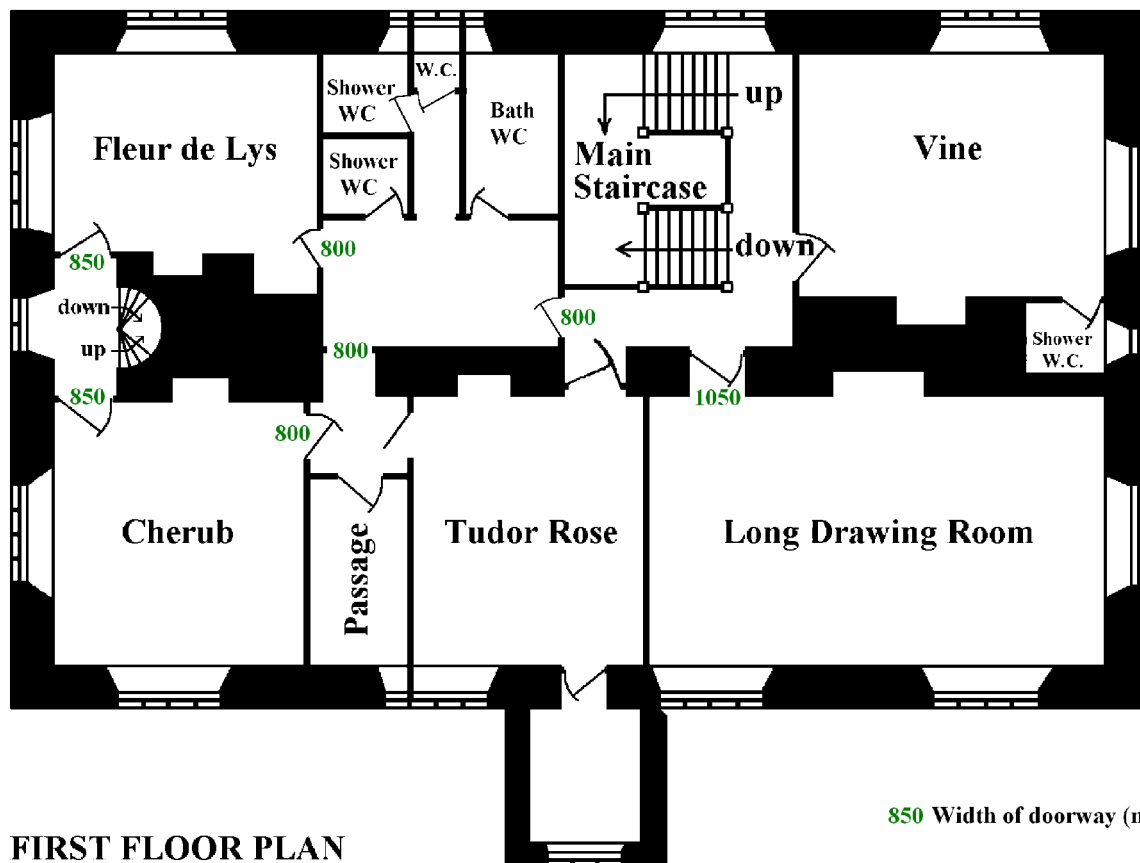 W.C.
Shower
WC
Bath
WC
up
Fleur de Lys
Main
Staircase
Vine
Shower
WC
800
down
850
down
800
up
800
Shower
W.C.
850
1050
800
Cherub
Passage
Tudor Rose
Long Drawing Room
850 Width of doorway (m
FIRST FLOOR PLAN